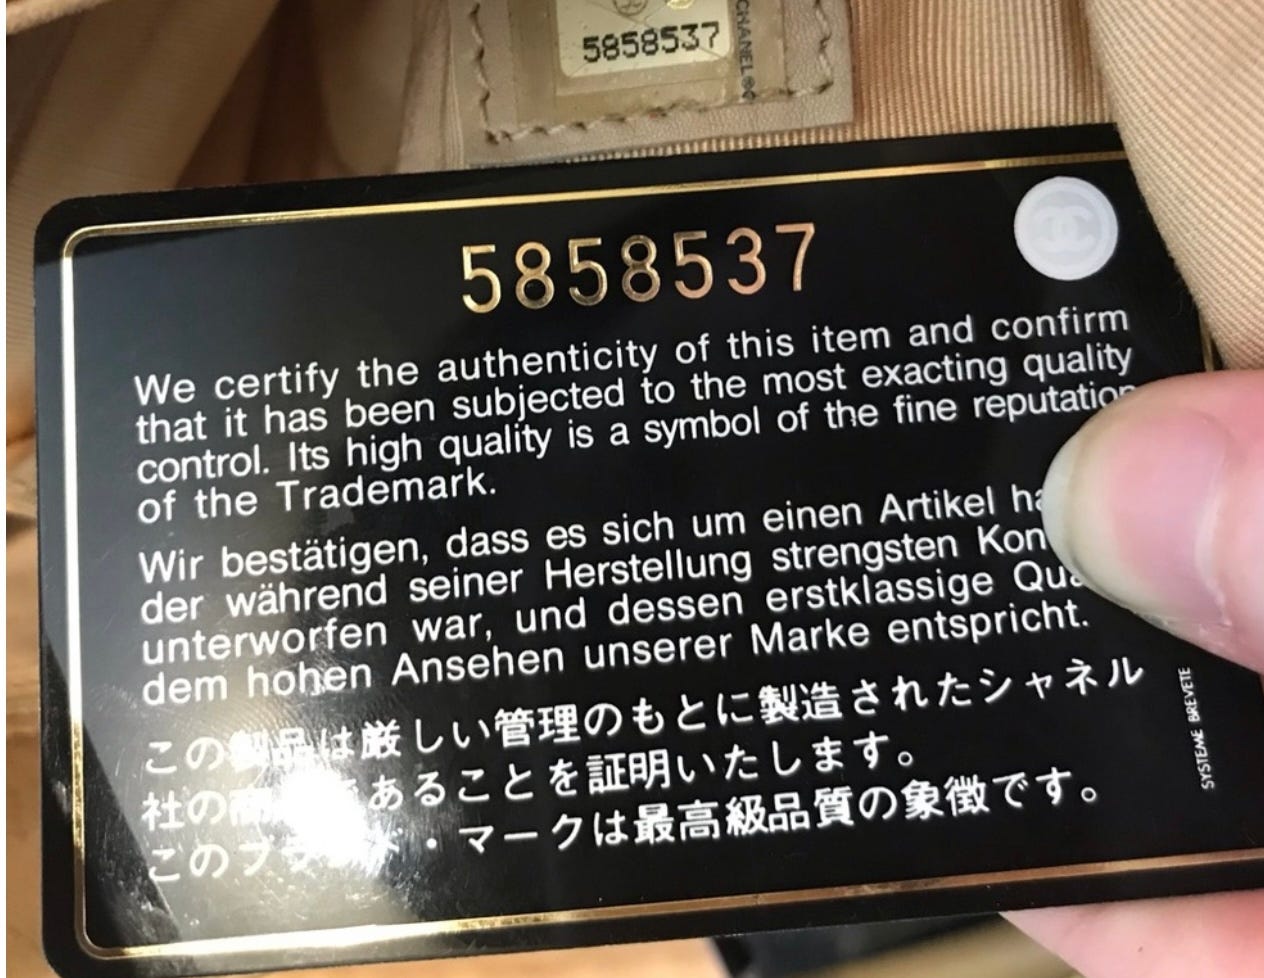 5858537
CHANEL®
5858537
We certify the authenticity of this item and confirm
that it has been subjected to the most exacting quality
control. Its high quality is a symbol of the fine reputation
of the Trademark.
Wir bestätigen, dass es sich um einen Artikel
der während seiner Herstellung strengsten
unterworfen war, und dessen erstklassige
dem hohen Ansehen unserer Marke entspricht.
この製品は厳しい管理のもとに製造されたシャネル
社の であることを証明いたします。
この ・マークは最高級品質の象徴です。
SYSTEME BREVETE